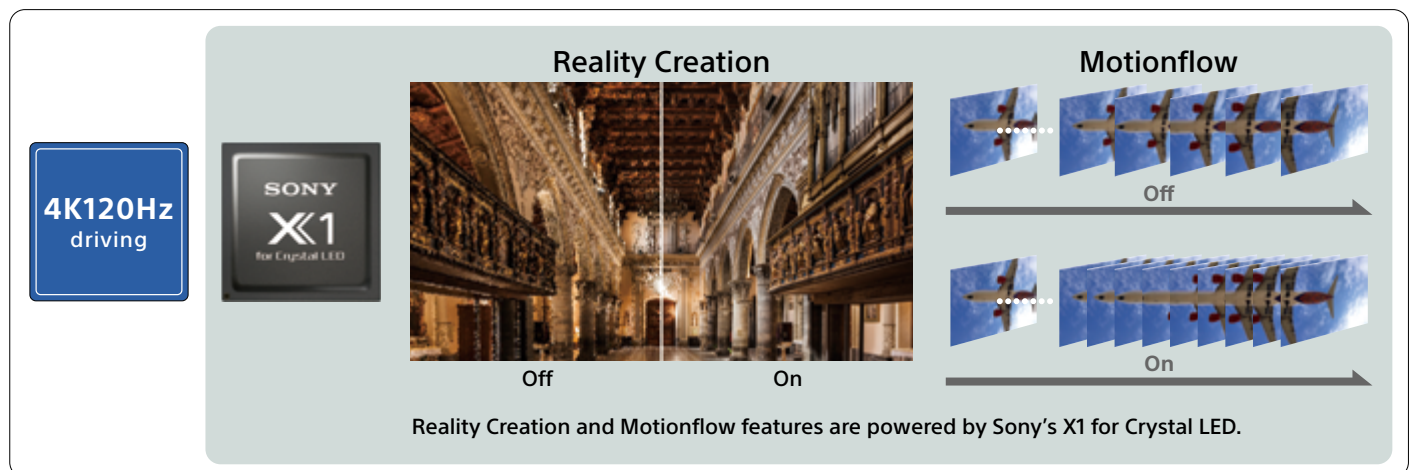 4K120Hz
driving
SONY
X1
for Crystal LED
Reality Creation
Off
On
Motionflow
Off
On
Reality Creation and Motionflow features are powered by Sony’s X1 for Crystal LED.